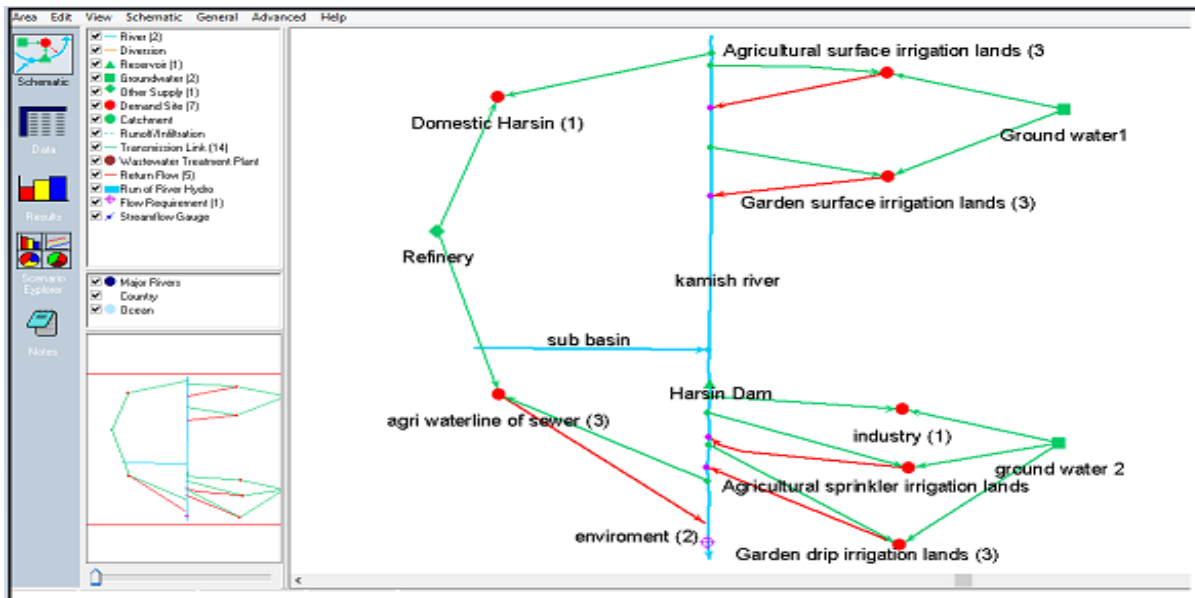 Area Edit View Schematic General Advanced Help
Schematic
Data
Results
Scenario
Explorer
Notes
River (2)
Diversion
Reservoir (1)
Groundwater (2)
Other Supply (1)
Demand Site (7)
Catchment
Runoff/Infiltration
Transmission Link (14)
Wastewater Treatment Plant
Return Flow (5)
Run of River Hydro
Flow Requirement (1)
Streamflow Gauge
Major Rivers
Country
Ocean
Agricultural surface irrigation lands (3
Domestic Harsin (1)
Ground water1
Garden surface irrigation lands (3)
Refinery
kamish river
sub basin
Harsin Dam
agri waterline of sewer (3)
industry (1)
ground water 2
Agricultural sprinkler irrigation lands
enviroment (2)
Garden drip irrigation lands (3)